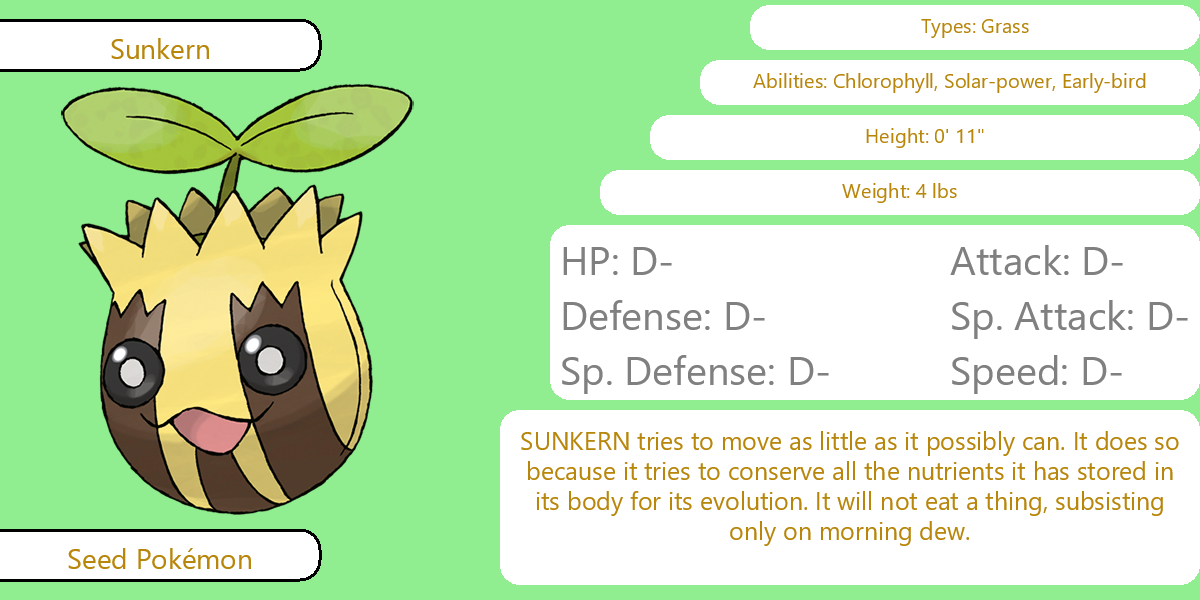 Sunkern
Types: Grass
Abilities: Chlorophyll, Solar-power, Early-bird
Height: 0' 11"
Weight: 4 lbs
HP: D-
Attack: D-
Defense: D-
Sp. Attack: D-
Sp. Defense: D-
Speed: D-
SUNKERN tries to move as little as it possibly can. It does so
because it tries to conserve all the nutrients it has stored in
its body for its evolution. It will not eat a thing, subsisting
only on morning dew.
Seed Pokémon